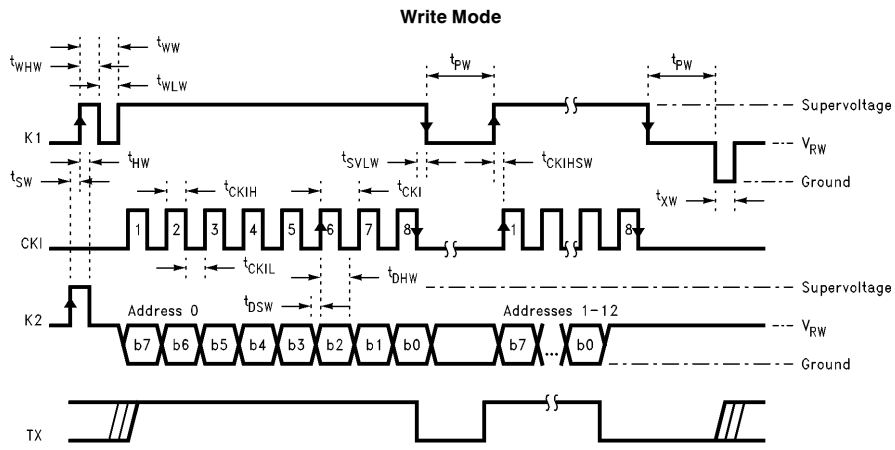 Write Mode
tWW
tWHW
tWLW
tPW
tPW
Supervoltage
K1
VRW
tHW
tSVLW
tCKIHSW
tSW
tCKIH
tCKI
Ground
tXW
1 2 3 4 5 6 7 8 1 8
CKI
tCKIL
tDHW
tDSW
Supervoltage
Address 0
Addresses 1-12
K2
VRW
b7 b6 b5 b4 b3 b2 b1 b0 b7 ... b0
Ground
TX